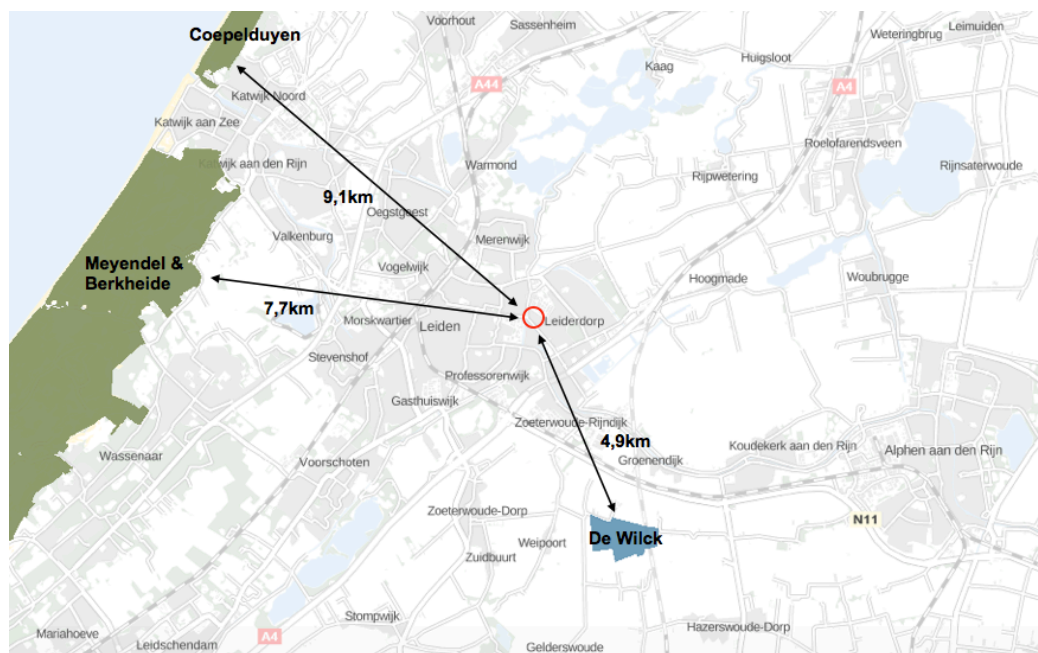 Coepelduyen
Voorhout
Sassenheim
Leimuiden
Weteringbrug
Huigsloot
Kaag
A44
A4
Katwijk Noord
Katwijk aan Zee
Roelofarendsveen
Katwijk aan den Rijn
Warmond
Rijpwetering
Rijnsaterwoude
9,1km
Oegstgeest
Valkenburg
Merenwijk
Meyendel &
Berkheide
Vogelwijk
Hoogmade
Woubrugge
7,7km
Morskwartier
Leiden
Leiderdorp
Stevenshof
Professorenwijk
Gasthuiswijk
Zoeterwoude-Rijndijk
4,9km
Koudekerk aan den Rijn
Alphen aan den Rijn
Wassenaar
Voorschoten
Groenendijk
Zoeterwoude-Dorp
N11
De Wilck
Weipoort
Zuidbuurt
Stompwijk
Mariahoeve
A4
Leidschendam
Hazerswoude-Dorp
Gelderswoude